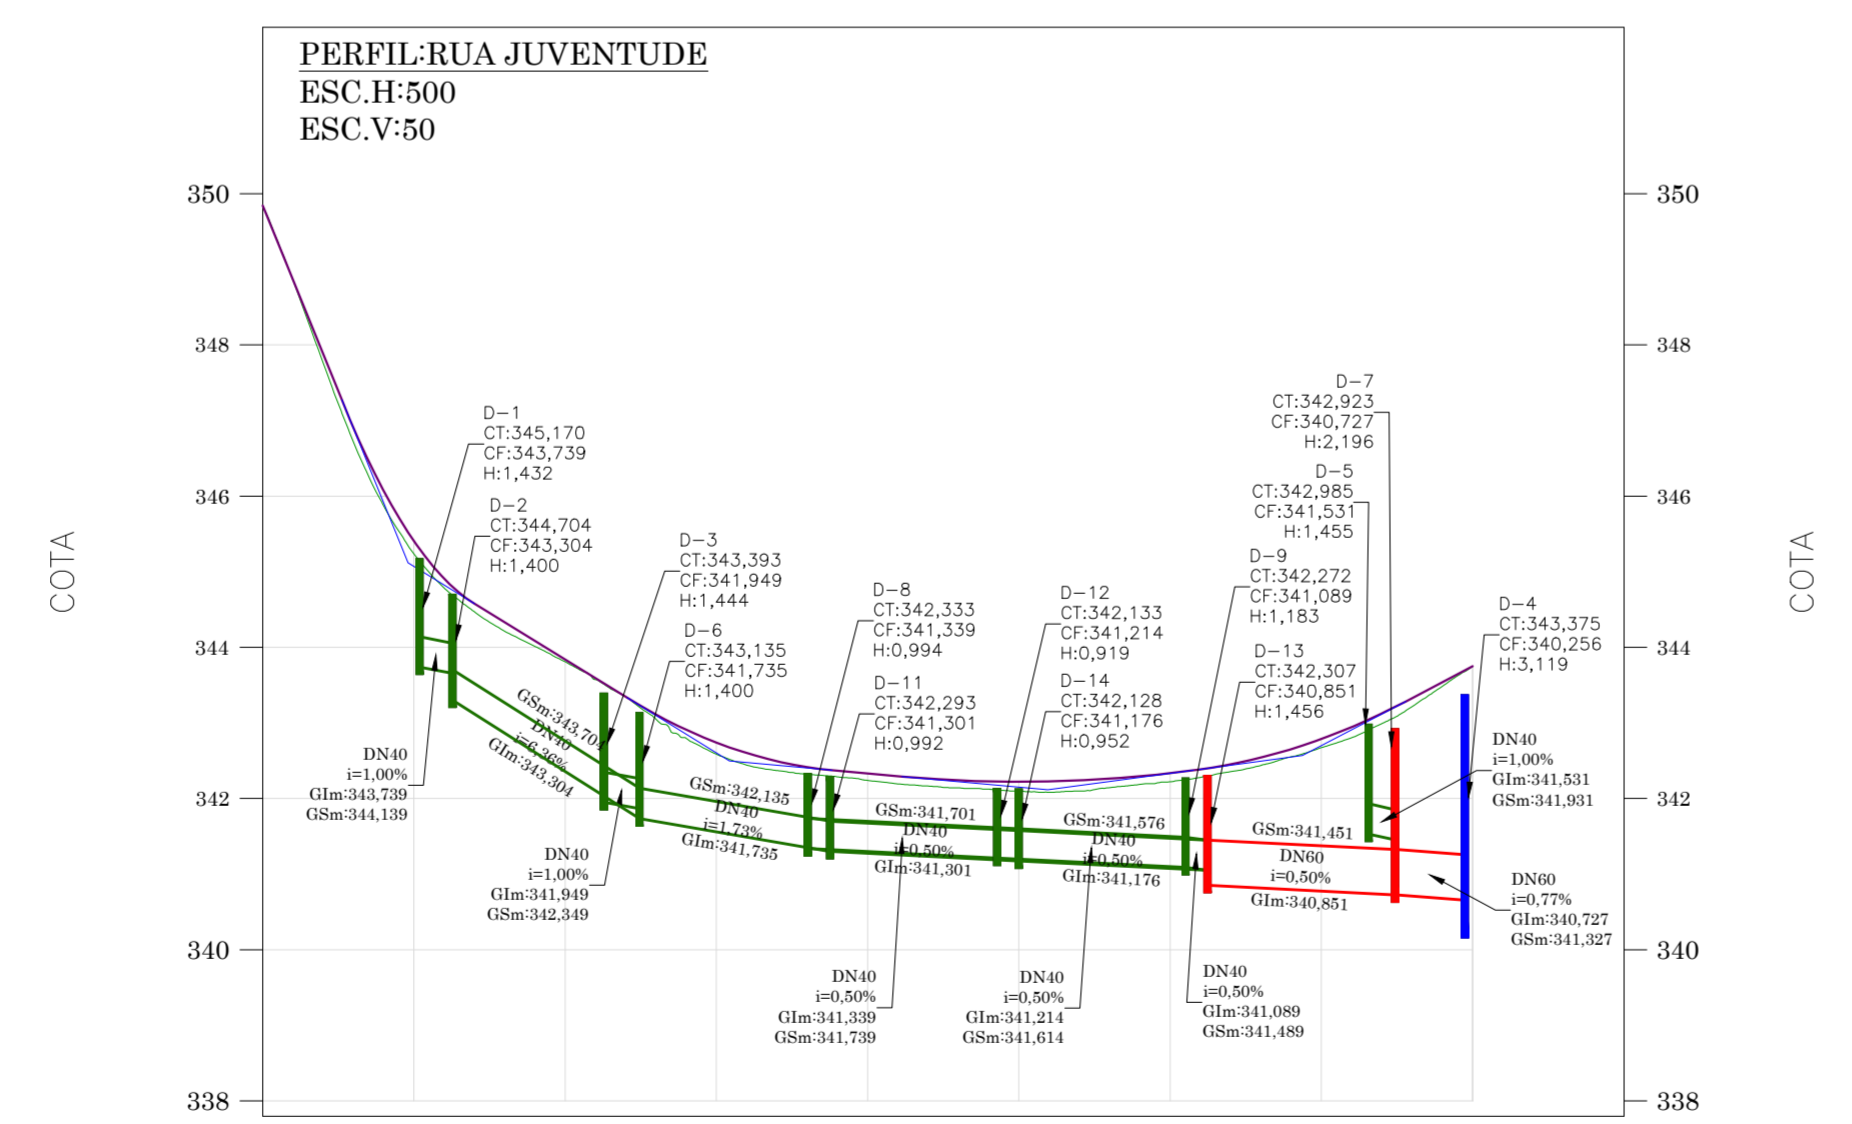 PERFIL:RUA JUVENTUDE
ESC.H:500
ESC.V:50
350
348
346
344
342
340
338
COTA
D-1
CT:345,170
CF:343,739
H:1,432
D-2
CT:344,704
CF:343,304
H:1,400
D-3
CT:343,393
CF:341,949
H:1,444
D-6
CT:343,135
CF:341,735
H:1,400
D-8
CT:342,333
CF:341,339
H:0,994
D-11
CT:342,293
CF:341,301
H:0,992
D-12
CT:342,133
CF:341,214
H:0,919
D-14
CT:342,128
CF:341,176
H:0,952
D-7
CT:342,923
CF:340,727
H:2,196
D-5
CT:342,985
CF:341,531
H:1,455
D-9
CT:342,272
CF:341,089
H:1,183
D-13
CT:342,307
CF:340,851
H:1,456
D-4
CT:343,375
CF:340,256
H:3,119
DN40
i=1,00%
GIm:343,739
GSm:344,139
GSm:343,704
DN40
i=6,36%
GIm:343,304
DN40
i=1,00%
GIm:341,949
GSm:342,349
GSm:342,135
DN40
i=1,73%
GIm:341,735
GSm:341,701
DN40
i=0,50%
GIm:341,301
DN40
i=0,50%
GIm:341,339
GSm:341,739
GSm:341,576
DN40
i=0,50%
GIm:341,176
DN40
i=0,50%
GIm:341,214
GSm:341,614
DN40
i=0,50%
GIm:341,089
GSm:341,489
GSm:341,451
DN60
i=0,50%
GIm:340,851
DN40
i=1,00%
GIm:341,531
GSm:341,931
DN60
i=0,77%
GIm:340,727
GSm:341,327
350
348
346
344
342
340
338
COTA